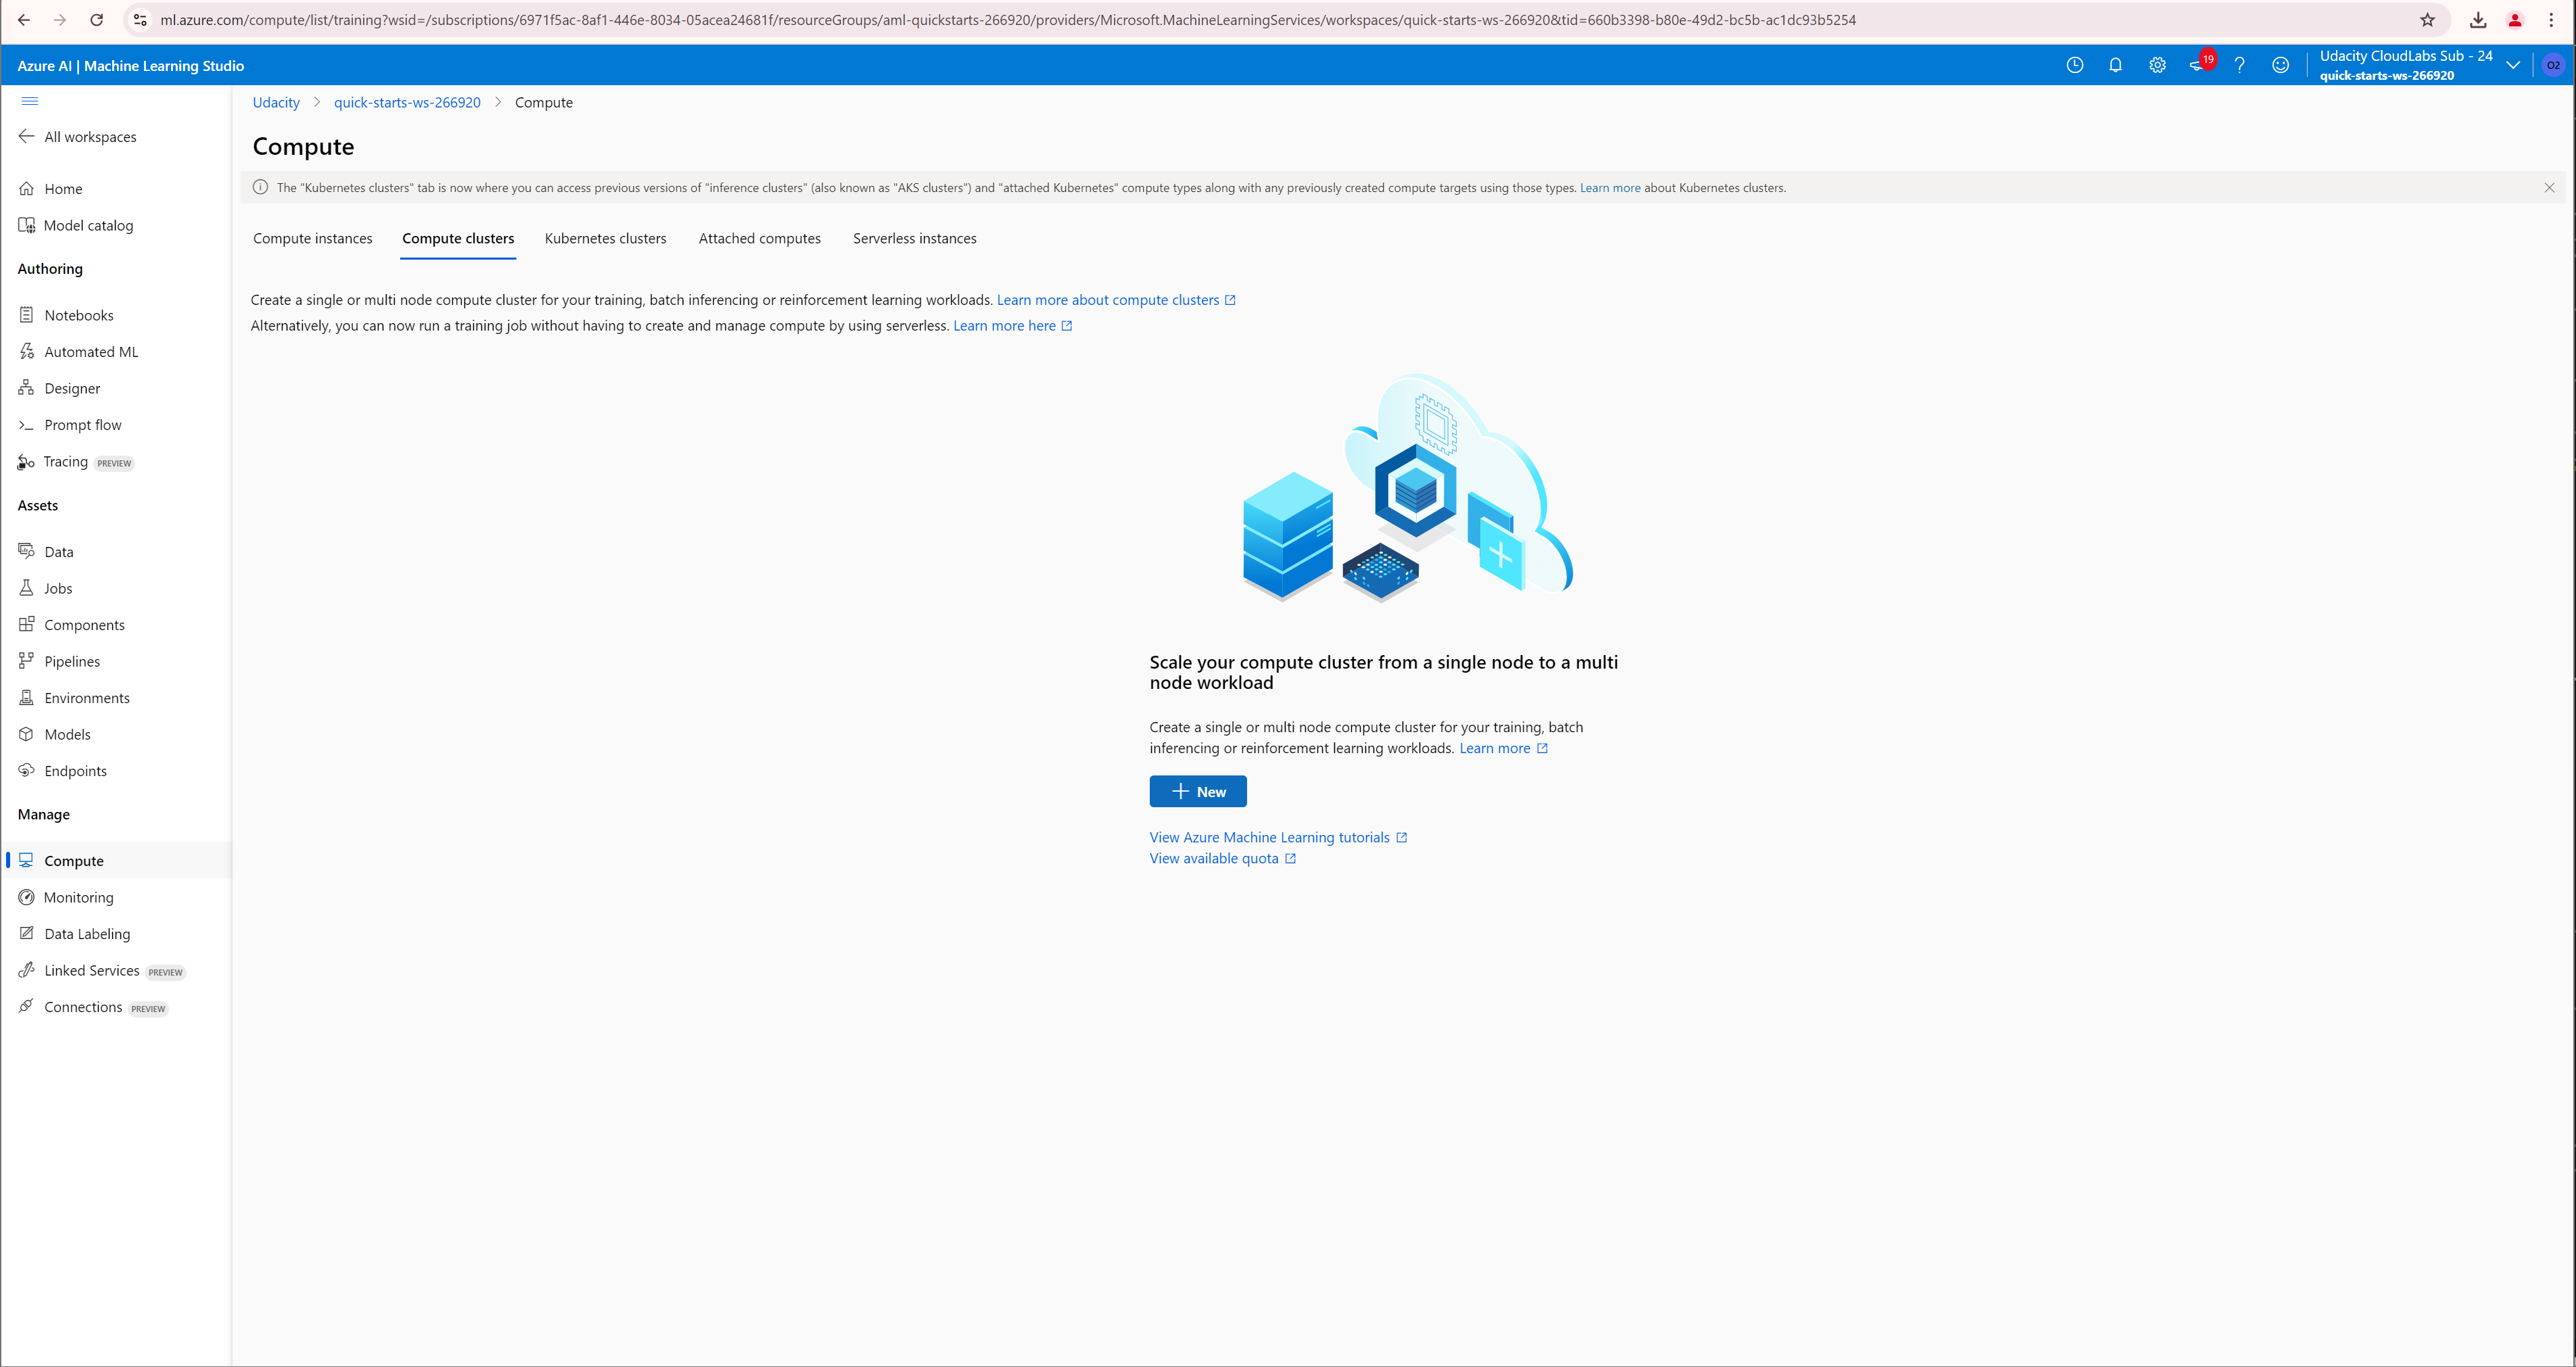 ml.azure.com/compute/list/training?wsid=/subscriptions/6971f5ac-8af1-446e-8034-05acea24681f/resourceGroups/aml-quickstarts-266920/providers/Microsoft.MachineLearningServices/workspaces/quick-starts-ws-266920&tid=660b3398-b80e-49d2-bc5b-ac1dc93b5254
Azure AI | Machine Learning Studio
19
Udacity CloudLabs Sub - 24
quick-starts-ws-266920
O2
All workspaces
Home
Model catalog
Authoring
Notebooks
Automated ML
Designer
Prompt flow
Tracing PREVIEW
Assets
Data
Jobs
Components
Pipelines
Environments
Models
Endpoints
Manage
Compute
Monitoring
Data Labeling
Linked Services PREVIEW
Connections PREVIEW
Udacity > quick-starts-ws-266920 > Compute
Compute
The "Kubernetes clusters" tab is now where you can access previous versions of "inference clusters" (also known as "AKS clusters") and "attached Kubernetes" compute types along with any previously created compute targets using those types. Learn more about Kubernetes clusters.
Compute instances Compute clusters Kubernetes clusters Attached computes Serverless instances
Create a single or multi node compute cluster for your training, batch inferencing or reinforcement learning workloads. Learn more about compute clusters
Alternatively, you can now run a training job without having to create and manage compute by using serverless. Learn more here
Scale your compute cluster from a single node to a multi
node workload
Create a single or multi node compute cluster for your training, batch
inferencing or reinforcement learning workloads. Learn more
New
View Azure Machine Learning tutorials
View available quota